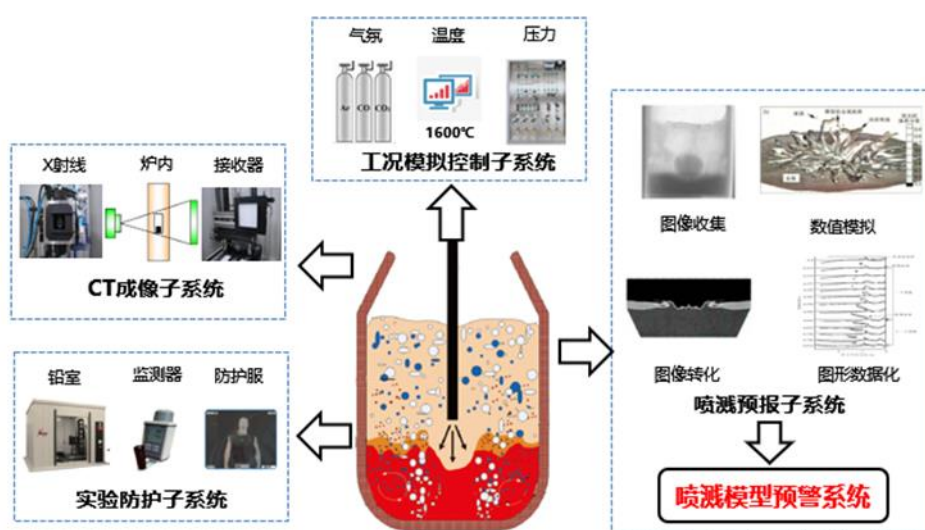 气氛 温度 压力
Ar CO CO₂
1600℃
工况模拟控制子系统
X射线 炉内 接收器
CT成像子系统
铅室 监测器 防护服
实验防护子系统
图像收集 数值模拟
图像转化 图形数据化
喷溅预报子系统
喷溅模型预警系统